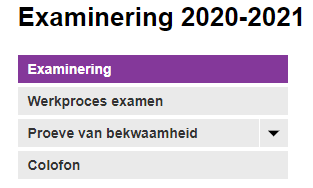 Examinering 2020-2021
Examinering
Werkproces examen
Proeve van bekwaamheid
Colofon